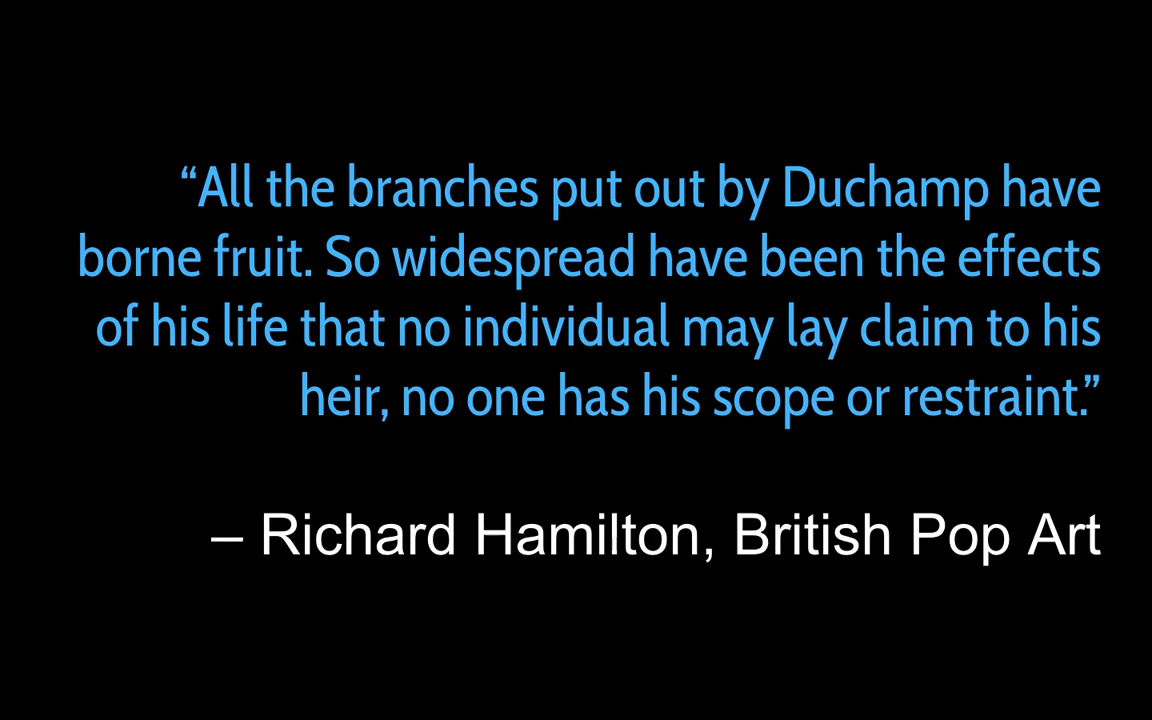 “All the branches put out by Duchamp have
borne fruit. So widespread have been the effects
of his life that no individual may lay claim to his
heir, no one has his scope or restraint.”
– Richard Hamilton, British Pop Art